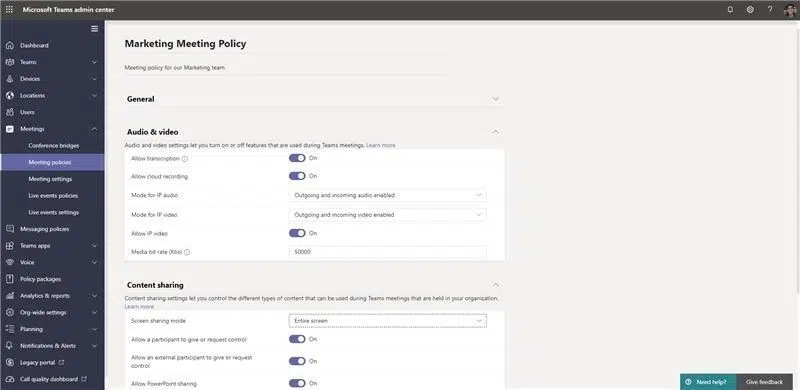 Microsoft Teams admin center
Dashboard
Teams
Devices
Locations
Users
Meetings
Conference bridges
Meeting policies
Meeting settings
Live events policies
Live events settings
Messaging policies
Teams apps
Voice
Policy packages
Analytics & reports
Org-wide settings
Planning
Notifications & Alerts
Legacy portal
Call quality dashboard
Marketing Meeting Policy
Meeting policy for our Marketing team
General
Audio & video
Audio and video settings let you turn on or off features that are used during Teams meetings. Learn more
Allow transcription On
Allow cloud recording On
Mode for IP audio Outgoing and incoming audio enabled
Mode for IP video Outgoing and incoming video enabled
Allow IP video On
Media bit rate (Kbs) 50000
Content sharing
Content sharing settings let you control the different types of content that can be used during Teams meetings that are held in your organization.
Learn more
Screen sharing mode Entire screen
Allow a participant to give or request control On
Allow an external participant to give or request
control On
Allow PowerPoint sharing On
Need help? Give feedback